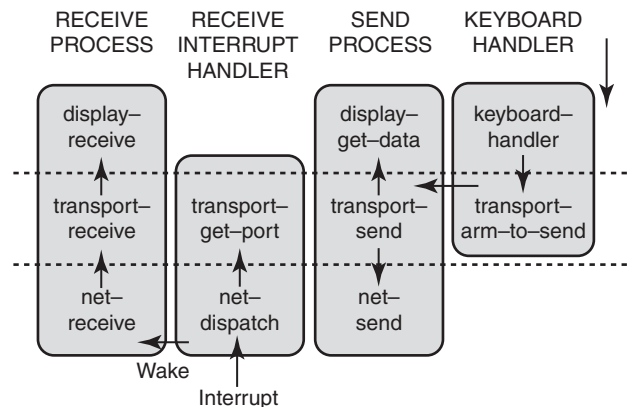 RECEIVE
PROCESS
RECEIVE
INTERRUPT
HANDLER
SEND
PROCESS
KEYBOARD
HANDLER
display–
receive
transport–
receive
net–
receive
transport–
get–port
net–
dispatch
display–
get–data
transport–
send
net–
send
keyboard–
handler
transport–
arm–to–send
Wake
Interrupt